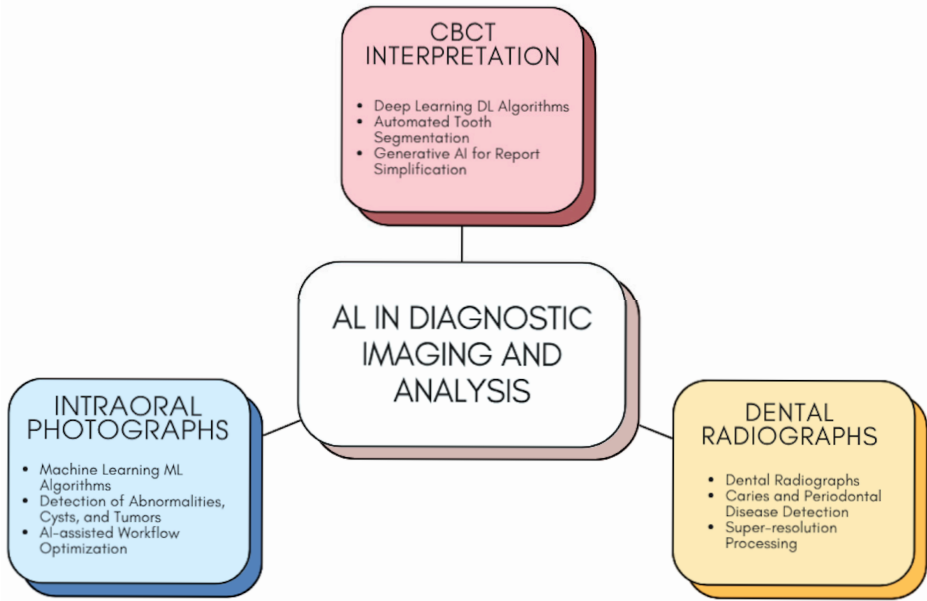 CBCT
INTERPRETATION
• Deep Learning DL Algorithms
• Automated Tooth
Segmentation
• Generative AI for Report
Simplification
AL IN DIAGNOSTIC
IMAGING AND
ANALYSIS
INTRAORAL
PHOTOGRAPHS
• Machine Learning ML
Algorithms
• Detection of Abnormalities,
Cysts, and Tumors
• AI-assisted Workflow
Optimization
DENTAL
RADIOGRAPHS
• Dental Radiographs
• Caries and Periodontal
Disease Detection
• Super-resolution
Processing